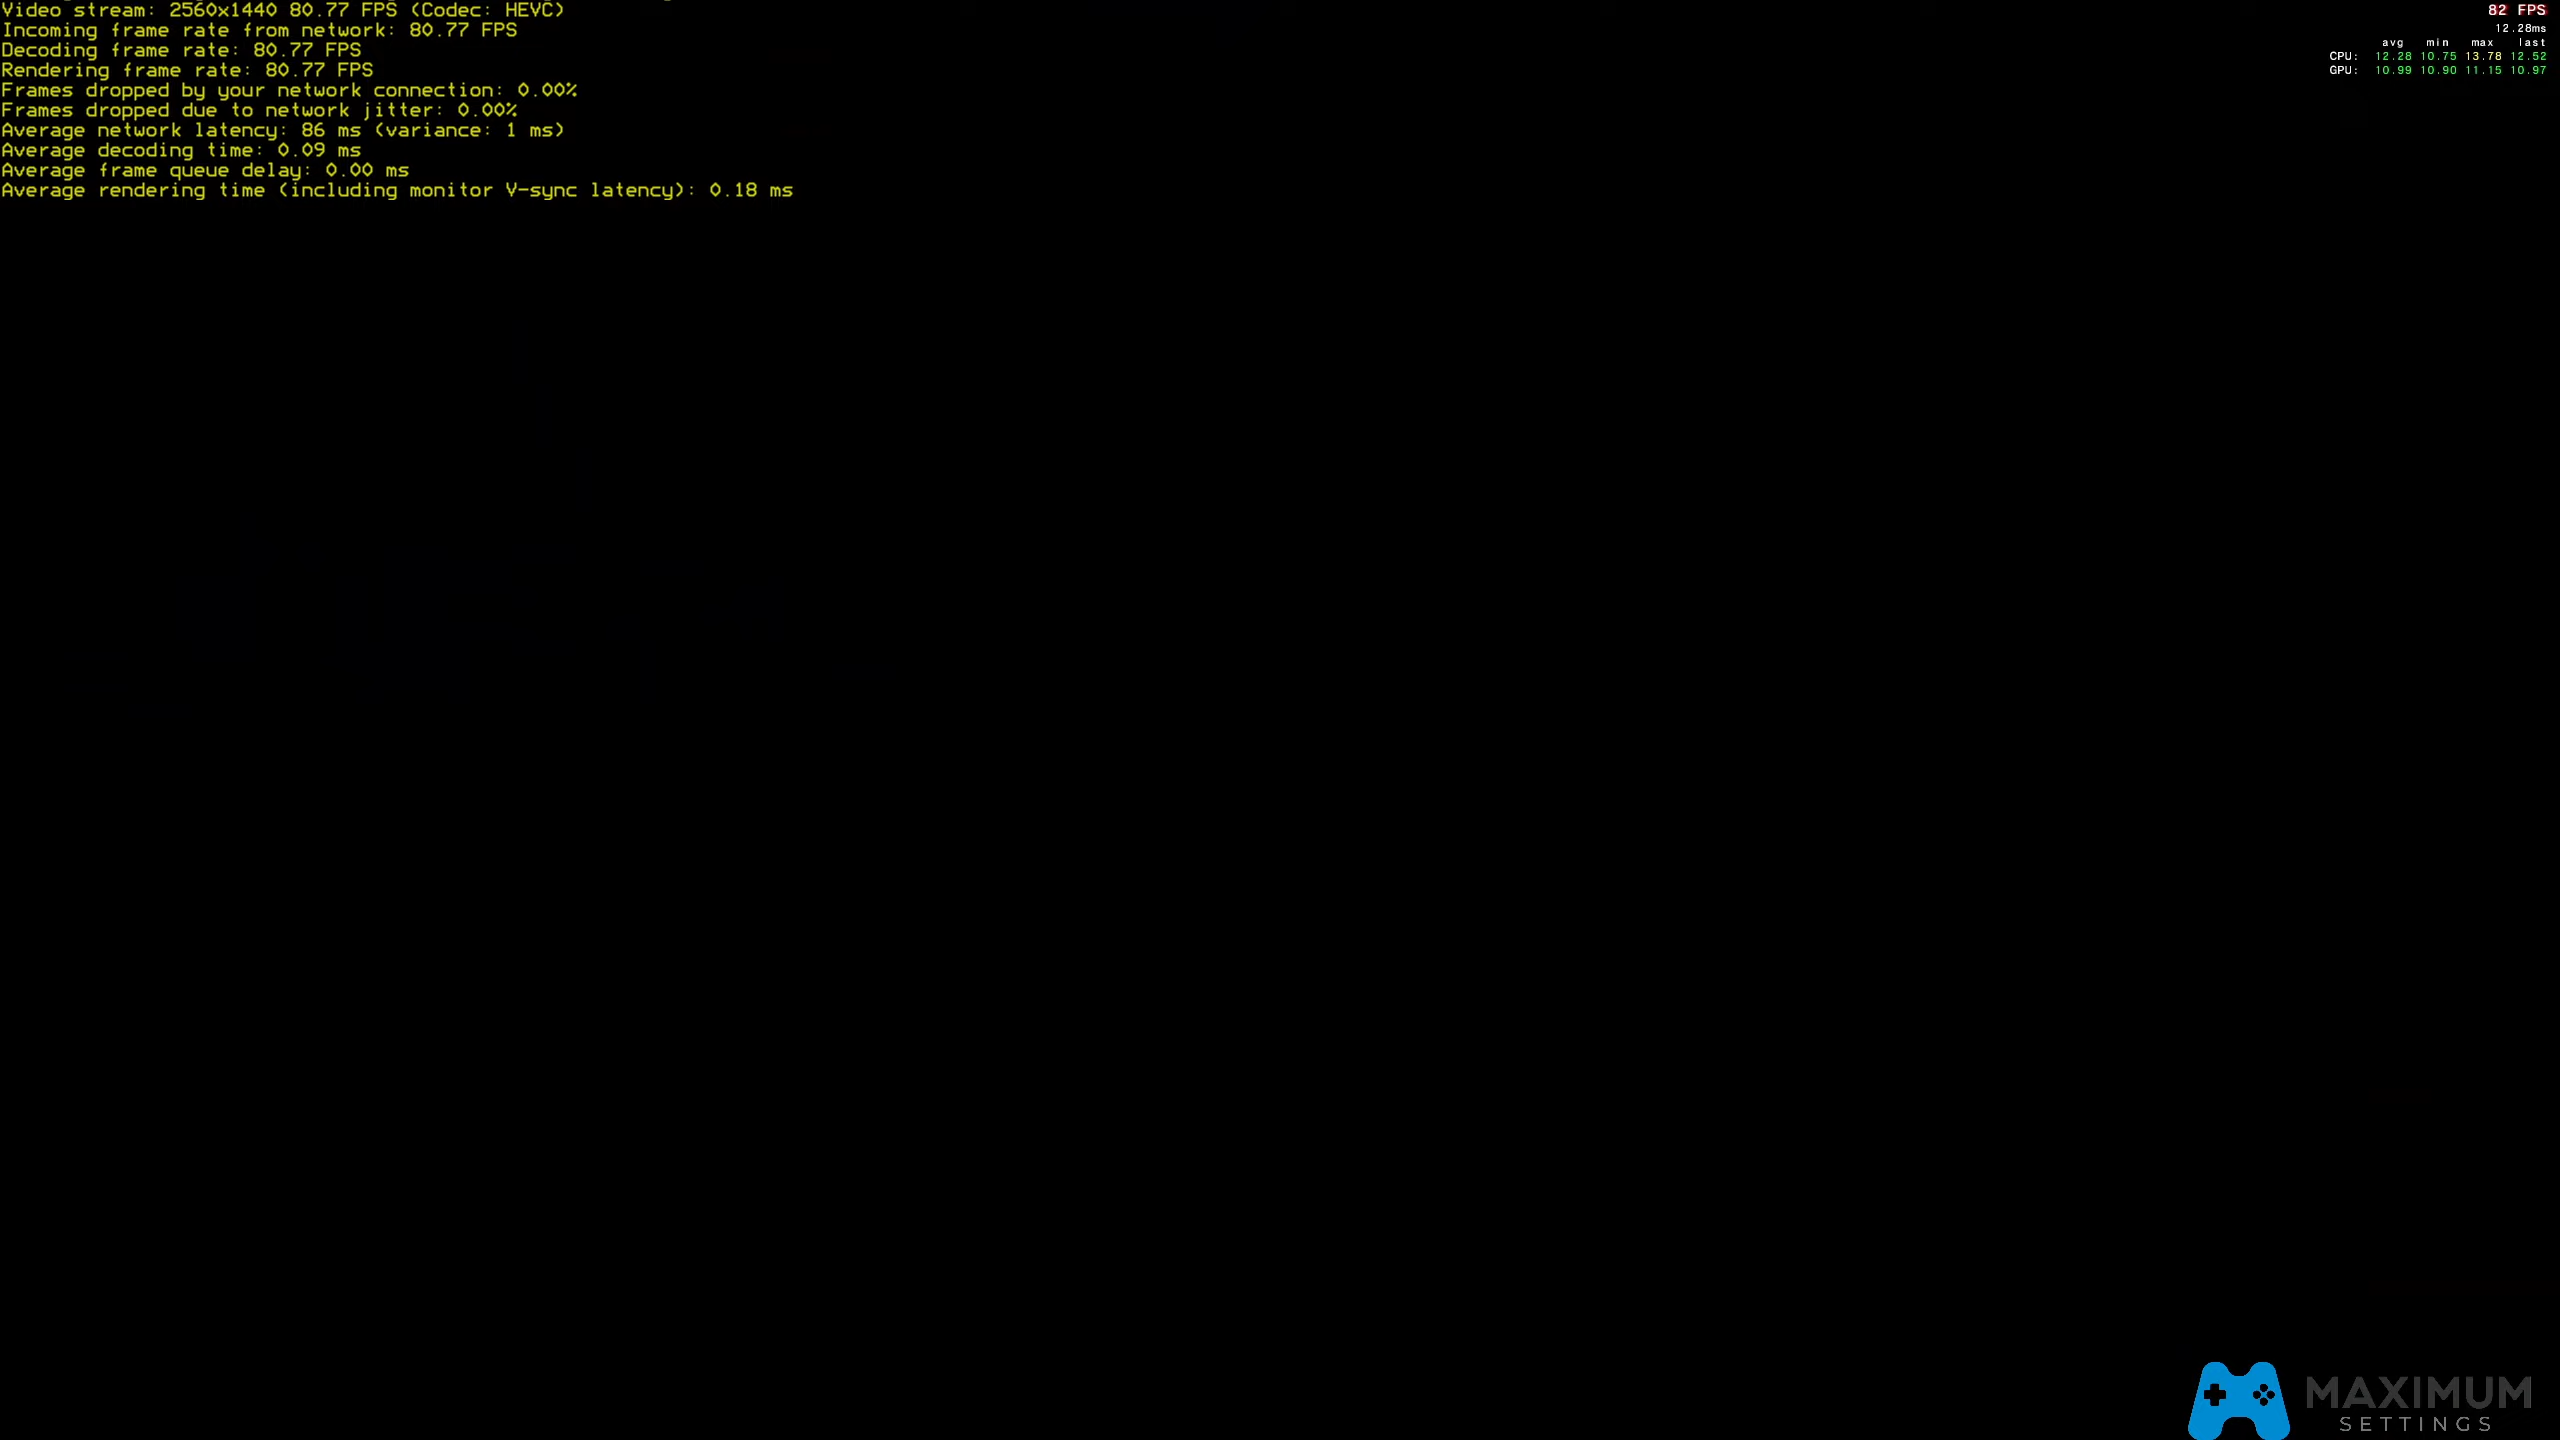 Video stream: 2560x1440 80.77 FPS (Codec: HEVC)
Incoming frame rate from network: 80.77 FPS
Decoding frame rate: 80.77 FPS
Rendering frame rate: 80.77 FPS
Frames dropped by your network connection: 0.00%
Frames dropped due to network jitter: 0.00%
Average network latency: 86 ms (variance: 1 ms)
Average decoding time: 0.09 ms
Average frame queue delay: 0.00 ms
Average rendering time (including monitor V-sync latency): 0.18 ms
82 FPS
12.28ms
avg min max last
CPU: 12.28 10.75 13.78 12.52
GPU: 10.99 10.90 11.15 10.97
MAXIMUM
SETTINGS